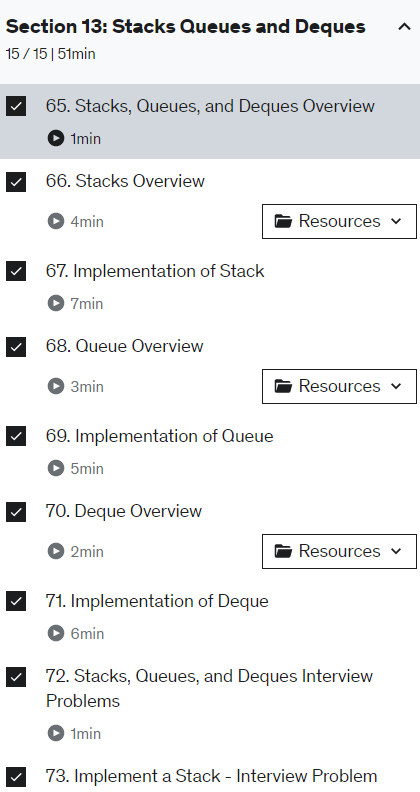 Section 13: Stacks Queues and Deques
15 / 15 | 51min
65. Stacks, Queues, and Deques Overview
1min
66. Stacks Overview
4min
Resources
67. Implementation of Stack
7min
68. Queue Overview
3min
Resources
69. Implementation of Queue
5min
70. Deque Overview
2min
Resources
71. Implementation of Deque
6min
72. Stacks, Queues, and Deques Interview
Problems
1min
73. Implement a Stack - Interview Problem